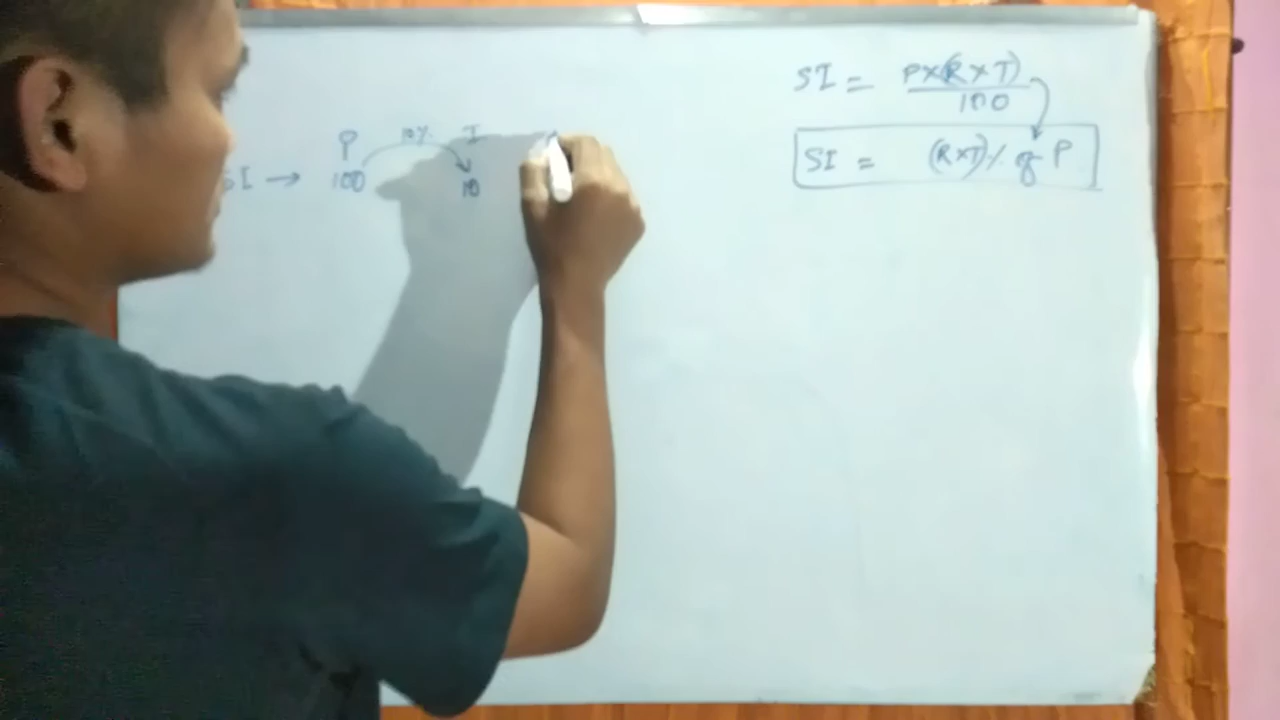 P 10% I
SI → 100 10
SI = P×(R×T)
100
SI = (R×T)% of P